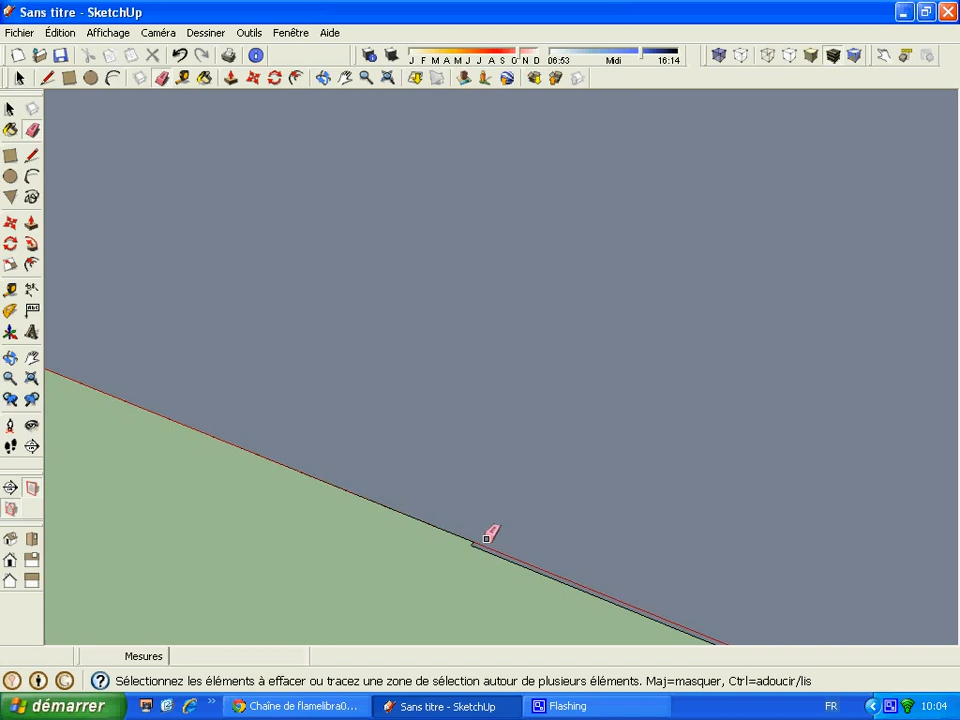 Sans titre - SketchUp
Fichier Édition Affichage Caméra Dessiner Outils Fenêtre Aide
J F M A M J J A S O N D 06:53 Midi 16:14
Mesures
Sélectionnez les éléments à effacer ou tracez une zone de sélection autour de plusieurs éléments. Maj=masquer, Ctrl=adoucir/lis
démarrer Chaîne de flamelibra0... Sans titre - SketchUp Flashing FR 10:04